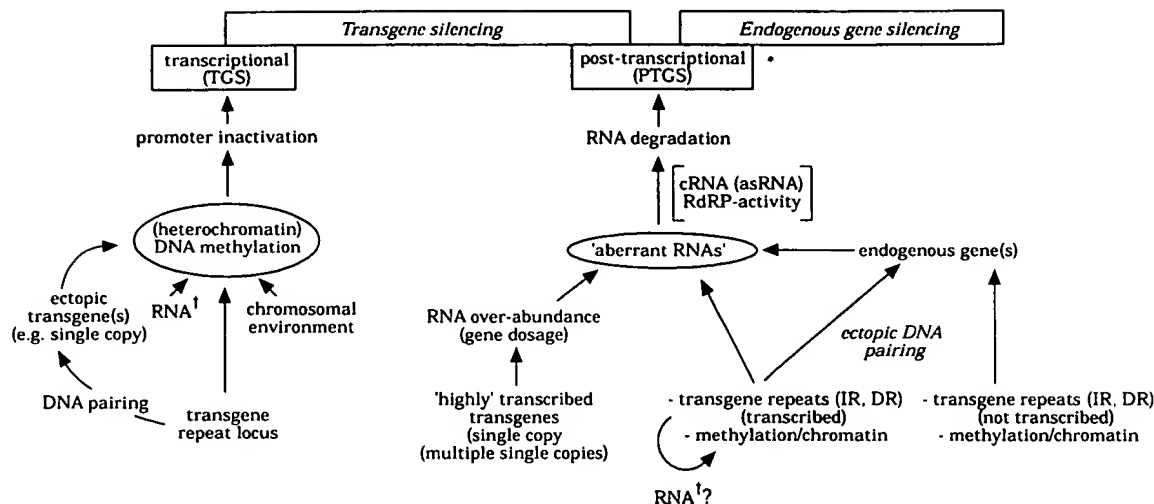 Transgene silencing
Endogenous gene silencing
transcriptional
(TGS)
post-transcriptional
(PTGS)
promoter inactivation
RNA degradation
cRNA (asRNA)
RdRP-activity
(heterochromatin)
DNA methylation
'aberrant RNAs'
endogenous gene(s)
ectopic
transgene(s)
(e.g. single copy)
RNA†
chromosomal
environment
RNA over-abundance
(gene dosage)
ectopic DNA
pairing
DNA pairing
transgene
repeat locus
'highly' transcribed
transgenes
(single copy
(multiple single copies)
- transgene repeats (IR, DR)
(transcribed)
- methylation/chromatin
- transgene repeats (IR, DR)
(not transcribed)
- methylation/chromatin
RNA†?